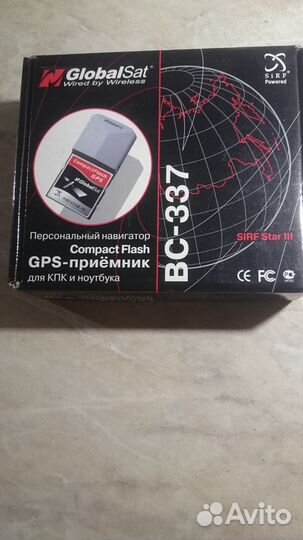 GlobalSat®
Wired by Wireless
SiRF
Powered
CompactFlash
GPS
GlobalSat
Персональный навигатор
Compact Flash
GPS-приёмник
для КПК и ноутбука
BC-337
SIRF Star III
CE FC
Avito